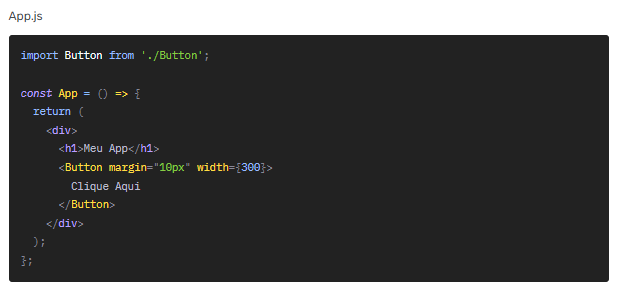 App.js
import Button from './Button';
const App = () => {
return (
<div>
<h1>Meu App</h1>
<Button margin="10px" width={300}>
Clique Aqui
</Button>
</div>
);
};